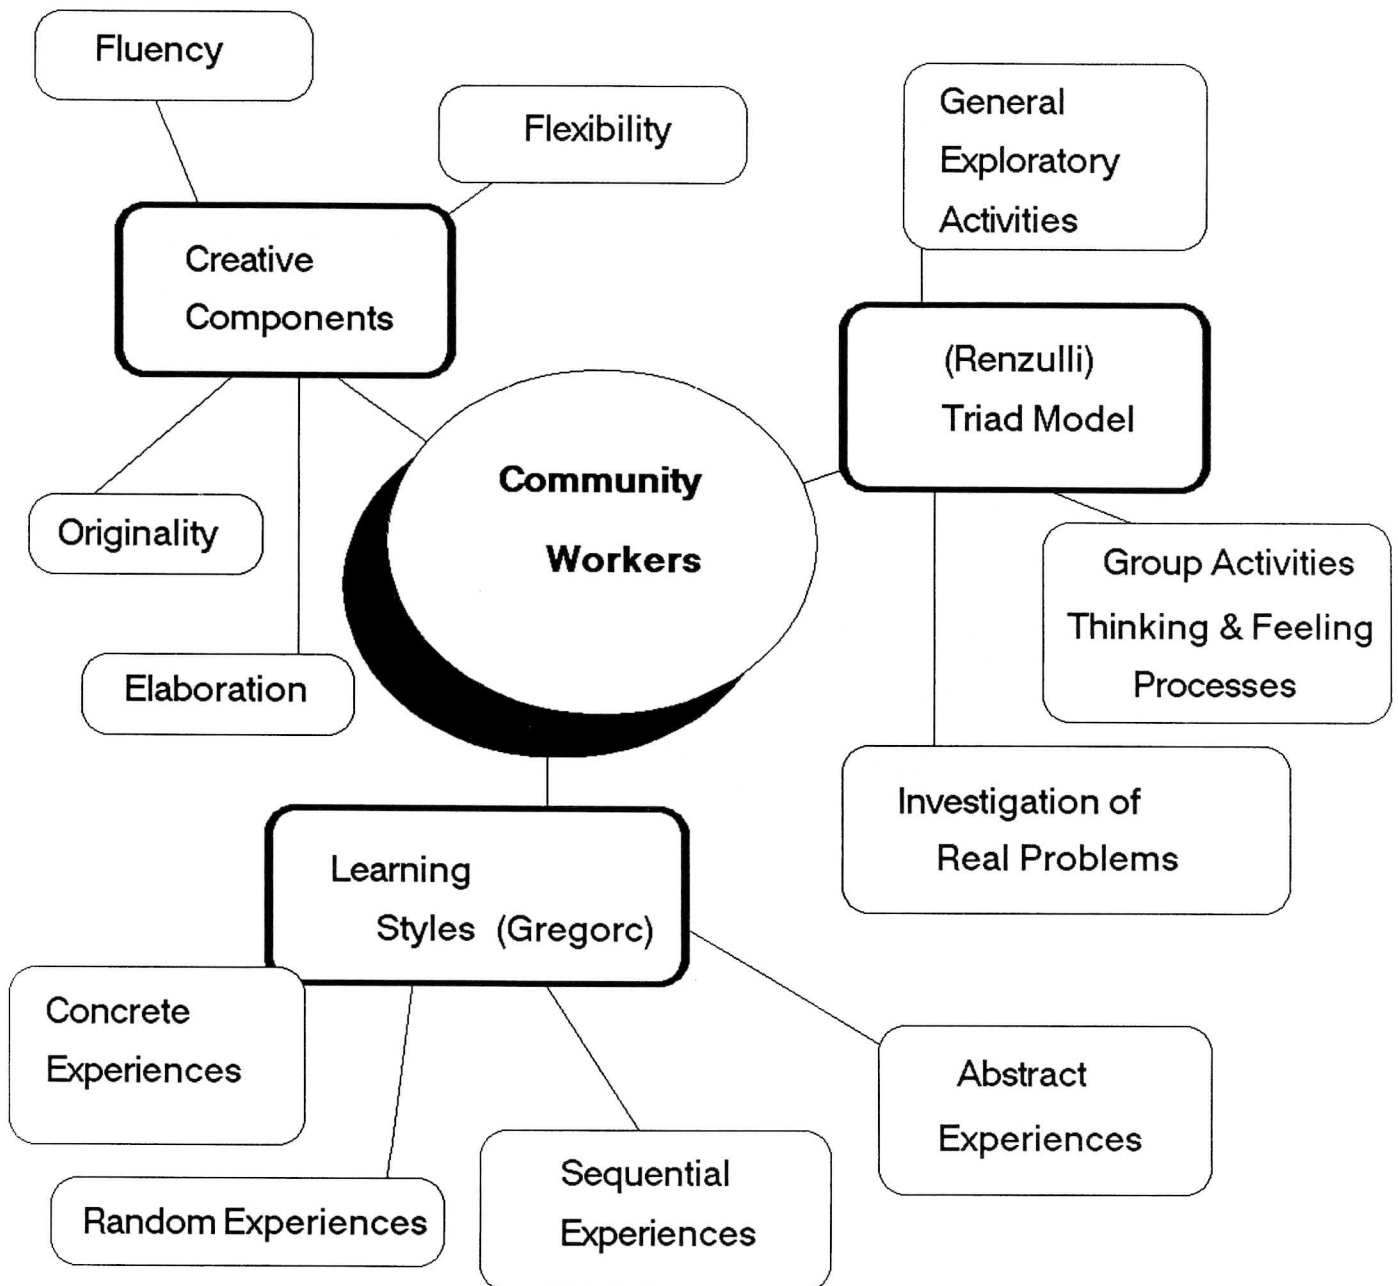 Fluency
Flexibility
Creative
Components
Originality
Elaboration
General
Exploratory
Activities
(Renzulli)
Triad Model
Group Activities
Thinking & Feeling
Processes
Investigation of
Real Problems
Community
Workers
Learning
Styles (Gregorc)
Concrete
Experiences
Random Experiences
Sequential
Experiences
Abstract
Experiences